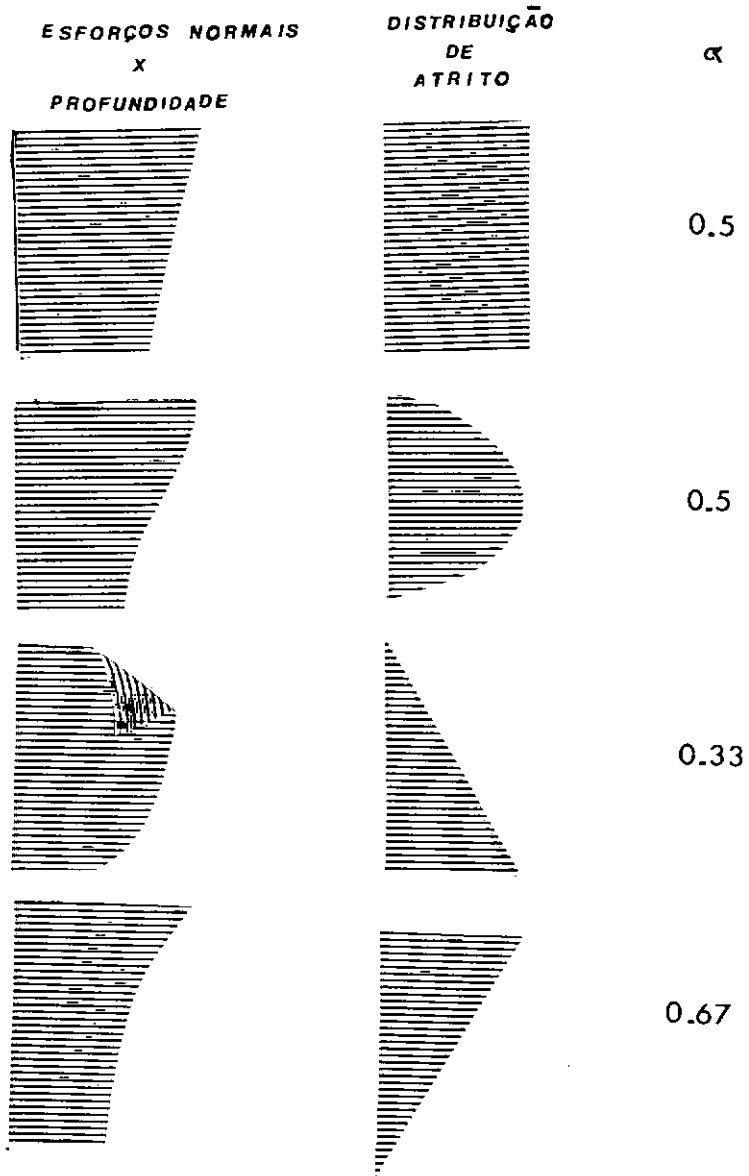 ESFORÇOS NORMAIS
X
PROFUNDIDADE
DISTRIBUIÇÃO
DE
ATRITO
α
0.5
0.5
0.33
0.67